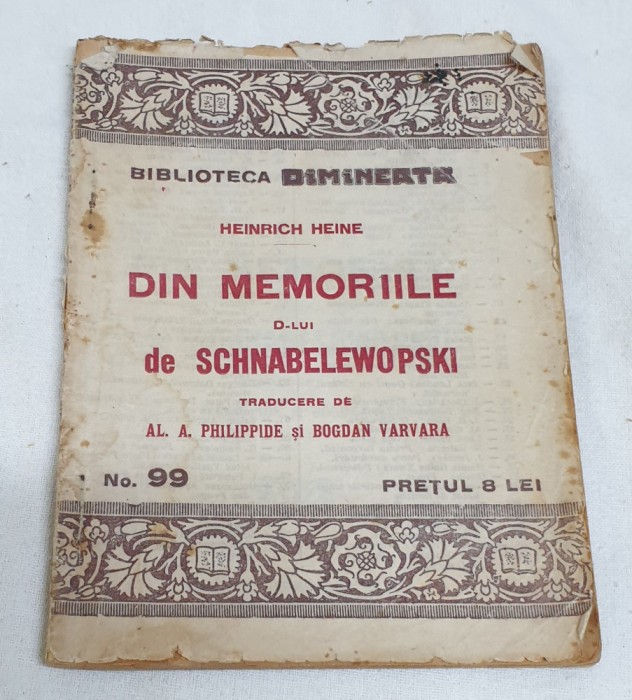 BIBLIOTECA DIMINEATA
HEINRICH HEINE
DIN MEMORIILE
D-LUI
de SCHNABELEWOPSKI
TRADUCERE DE
AL. A. PHILIPPIDE și BOGDAN VARVARA
No. 99
PREȚUL 8 LEI